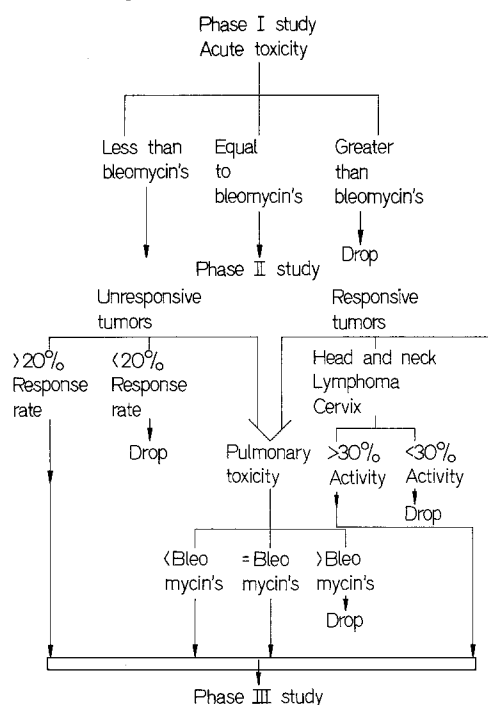 Phase I study
Acute toxicity
Less than
bleomycin's
Equal
to
bleomycin's
Greater
than
bleomycin's
Drop
Phase II study
Unresponsive
tumors
Responsive
tumors
>20%
Response
rate
<20%
Response
rate
Drop
Head and neck
Lymphoma
Cervix
Pulmonary
toxicity
>30%
Activity
<30%
Activity
Drop
<Bleo
mycin's
=Bleo
mycin's
>Bleo
mycin's
Drop
Phase III study